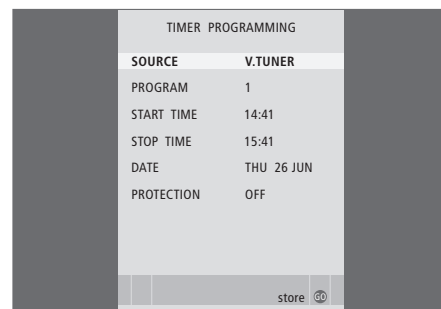 TIMER PROGRAMMING
SOURCE V.TUNER
PROGRAM 1
START TIME 14:41
STOP TIME 15:41
DATE THU 26 JUN
PROTECTION OFF
store GO